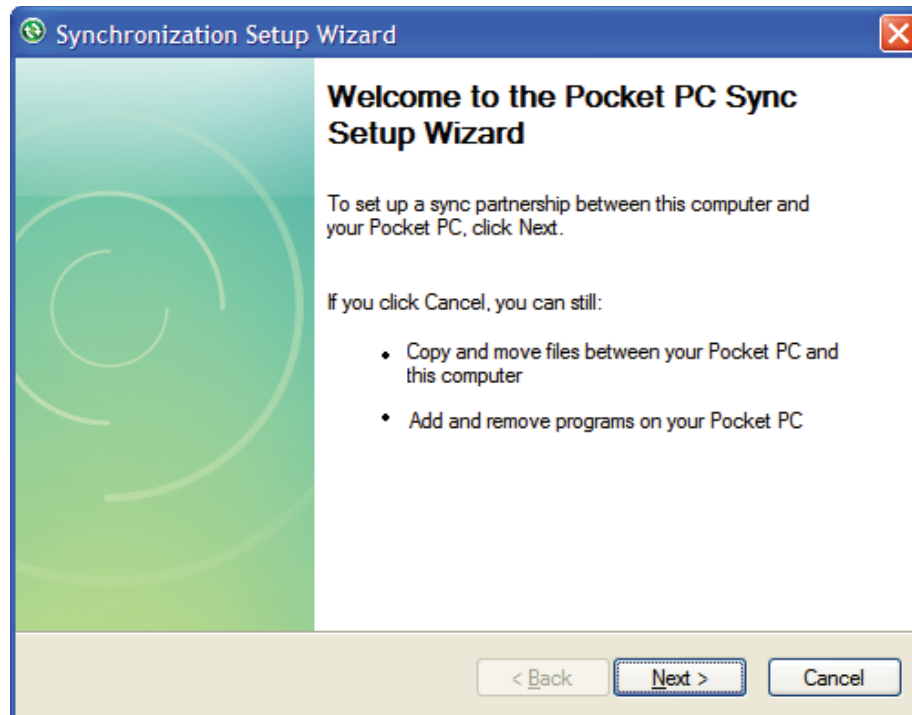 Synchronization Setup Wizard
Welcome to the Pocket PC Sync
Setup Wizard
To set up a sync partnership between this computer and
your Pocket PC, click Next.
If you click Cancel, you can still:
• Copy and move files between your Pocket PC and
this computer
• Add and remove programs on your Pocket PC
< Back Next > Cancel